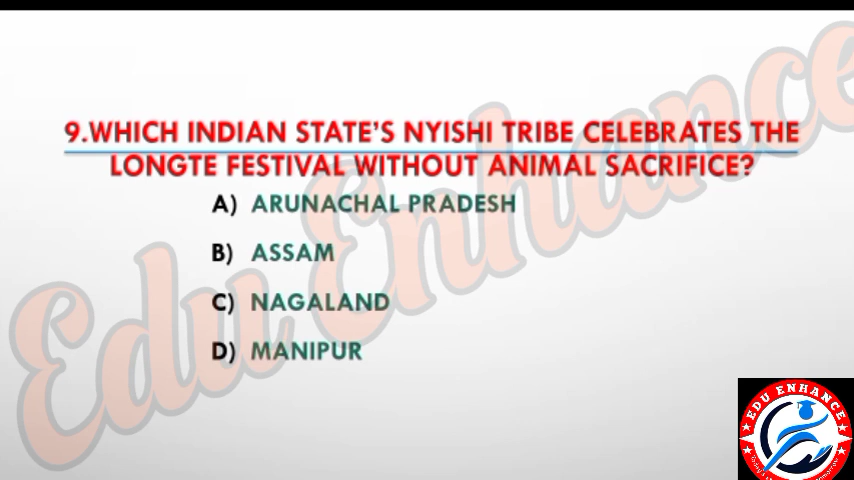 9.WHICH INDIAN STATE'S NYISHI TRIBE CELEBRATES THE
LONGTE FESTIVAL WITHOUT ANIMAL SACRIFICE?
A) ARUNACHAL PRADESH
B) ASSAM
C) NAGALAND
D) MANIPUR
Edu Enhance
EDU ENHANCE